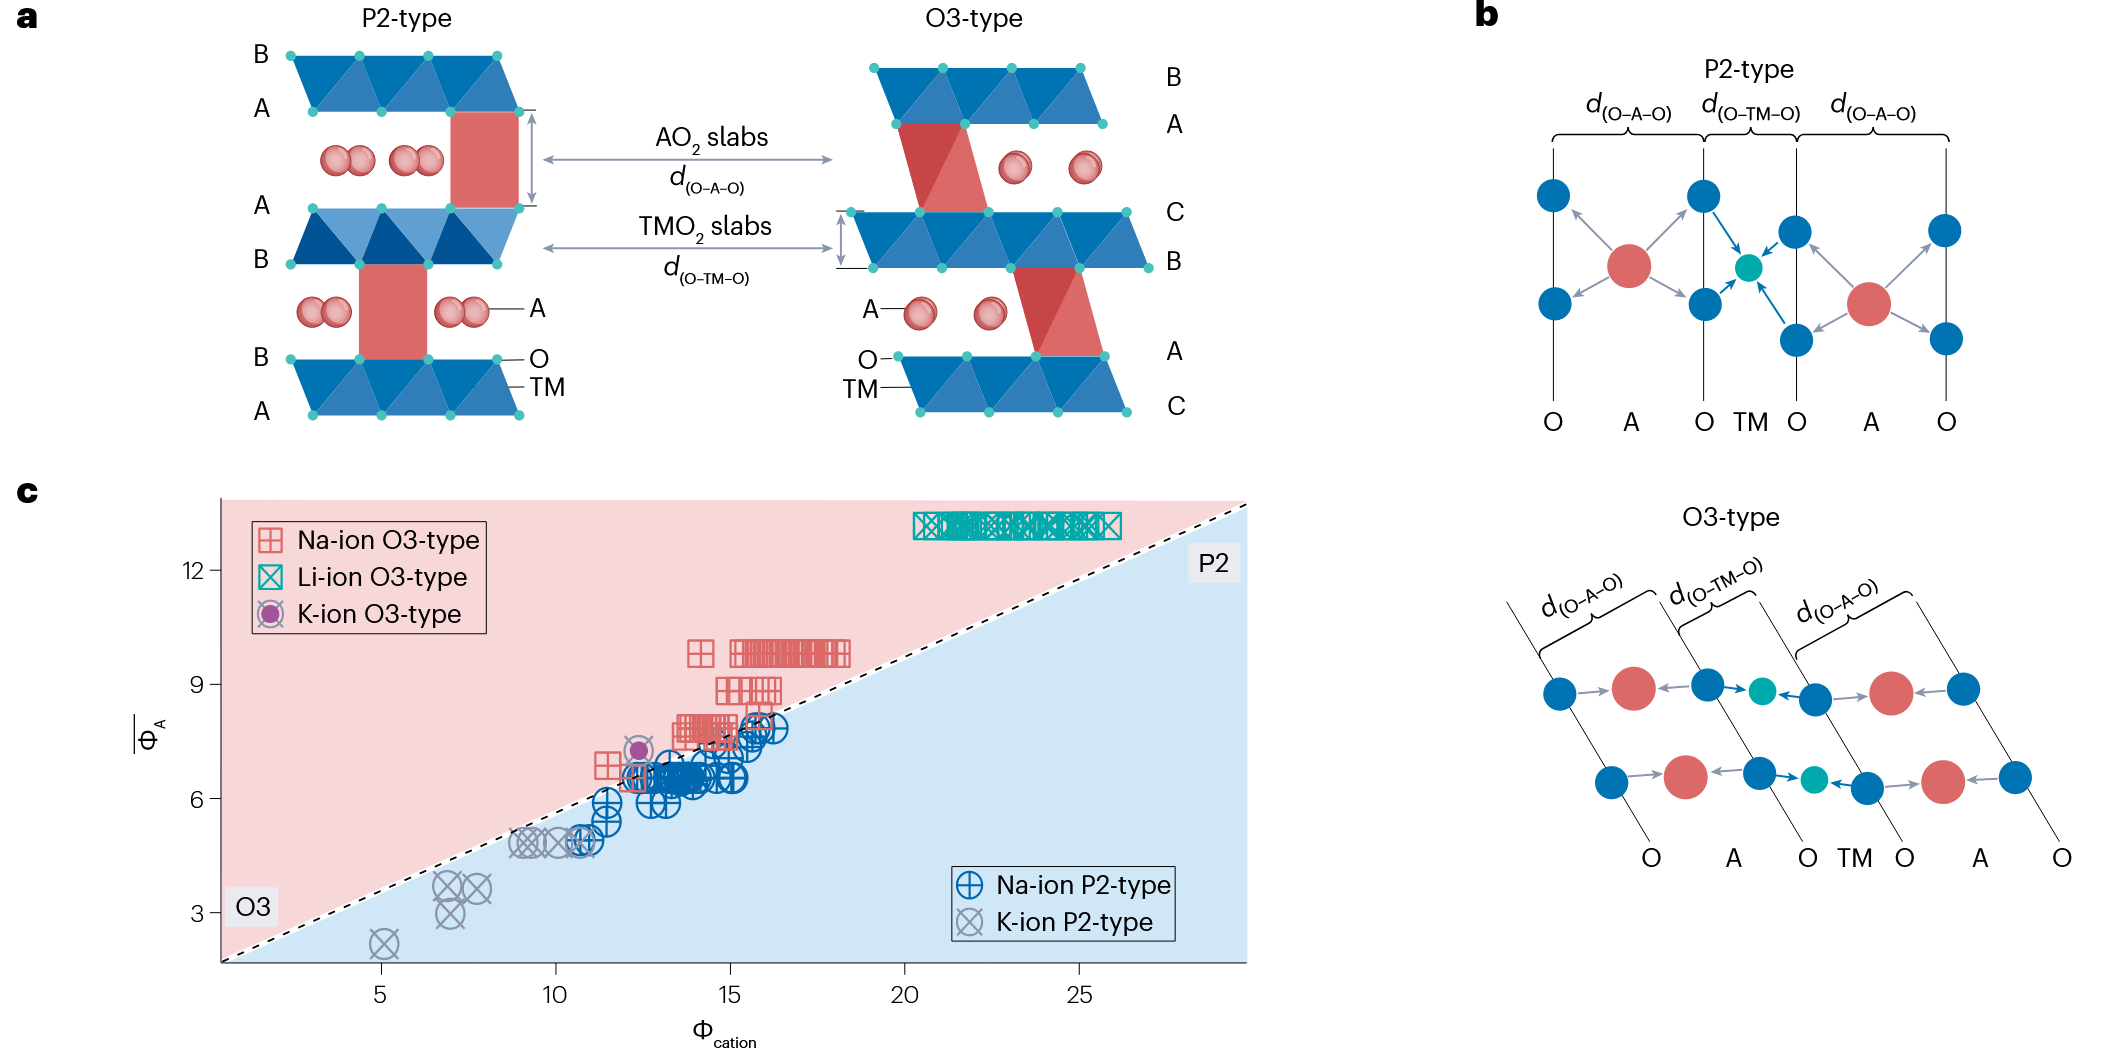 a
P2-type
O3-type
B
A
A
B
B
A
AO2 slabs
d(O–A–O)
TMO2 slabs
d(O–TM–O)
A
O
TM
B
A
C
B
A
C
A
O
TM
b
P2-type
d(O–A–O) d(O–TM–O) d(O–A–O)
O A O TM O A O
O3-type
d(O–A–O) d(O–TM–O) d(O–A–O)
O A O TM O A O
c
Na-ion O3-type
Li-ion O3-type
K-ion O3-type
P2
O3
Na-ion P2-type
K-ion P2-type
12
9
6
3
Φ̅A
5 10 15 20 25
Φcation